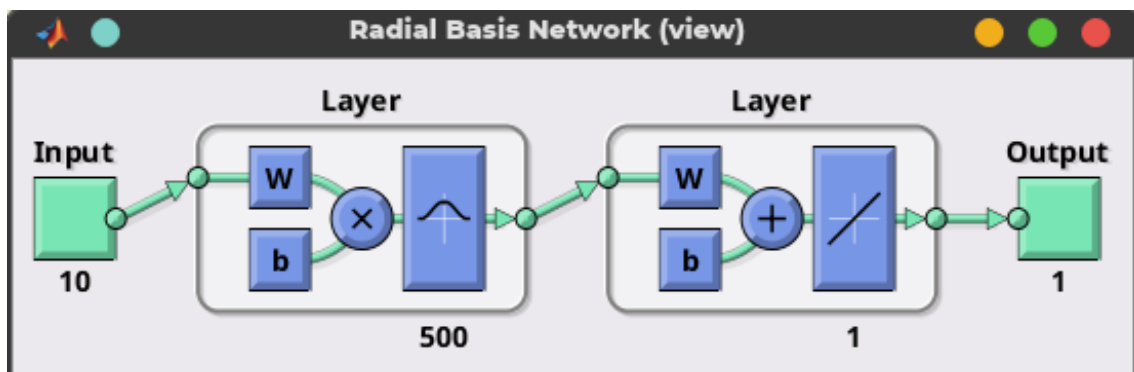 Radial Basis Network (view)
Layer
Layer
Input
Output
W
W
×
+
b
b
10
1
500
1